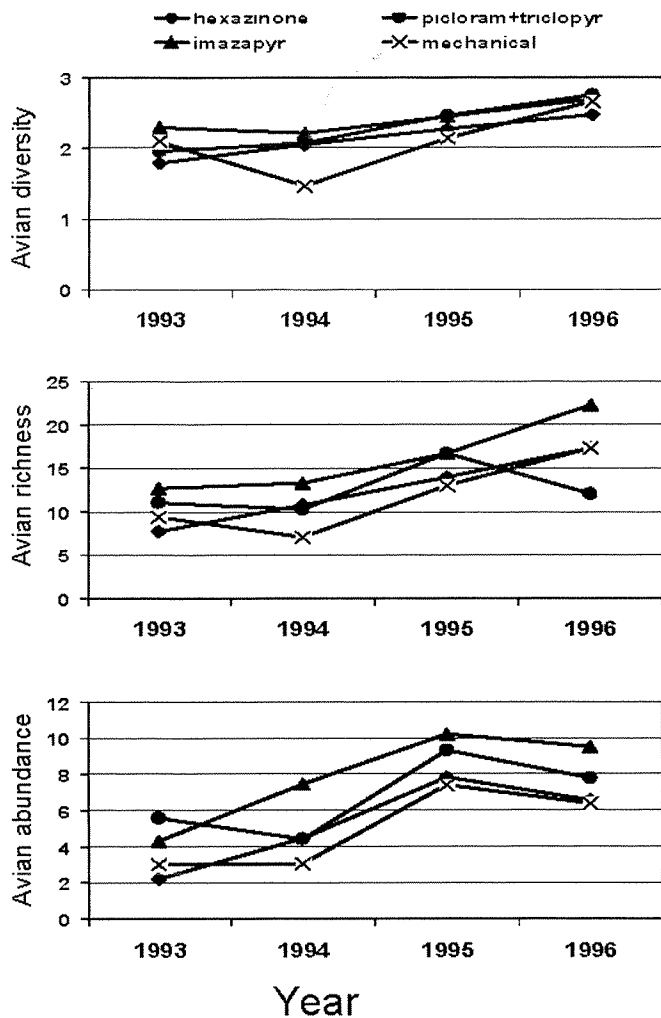 hexazinone picloram+triclopyr
imazapyr mechanical
Avian diversity
3
2
1
0
1993 1994 1995 1996
Avian richness
25
20
15
10
5
0
1993 1994 1995 1996
Avian abundance
12
10
8
6
4
2
0
1993 1994 1995 1996
Year